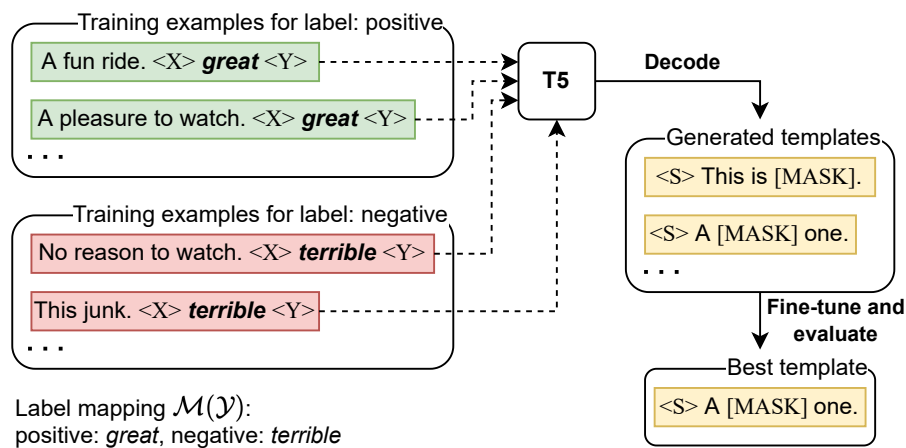 Training examples for label: positive
A fun ride. <X> great <Y>
A pleasure to watch. <X> great <Y>
. . .
Training examples for label: negative
No reason to watch. <X> terrible <Y>
This junk. <X> terrible <Y>
. . .
Label mapping ℳ(𝒴):
positive: great, negative: terrible
T5
Decode
Generated templates
<S> This is [MASK].
<S> A [MASK] one.
. . .
Fine-tune and
evaluate
Best template
<S> A [MASK] one.